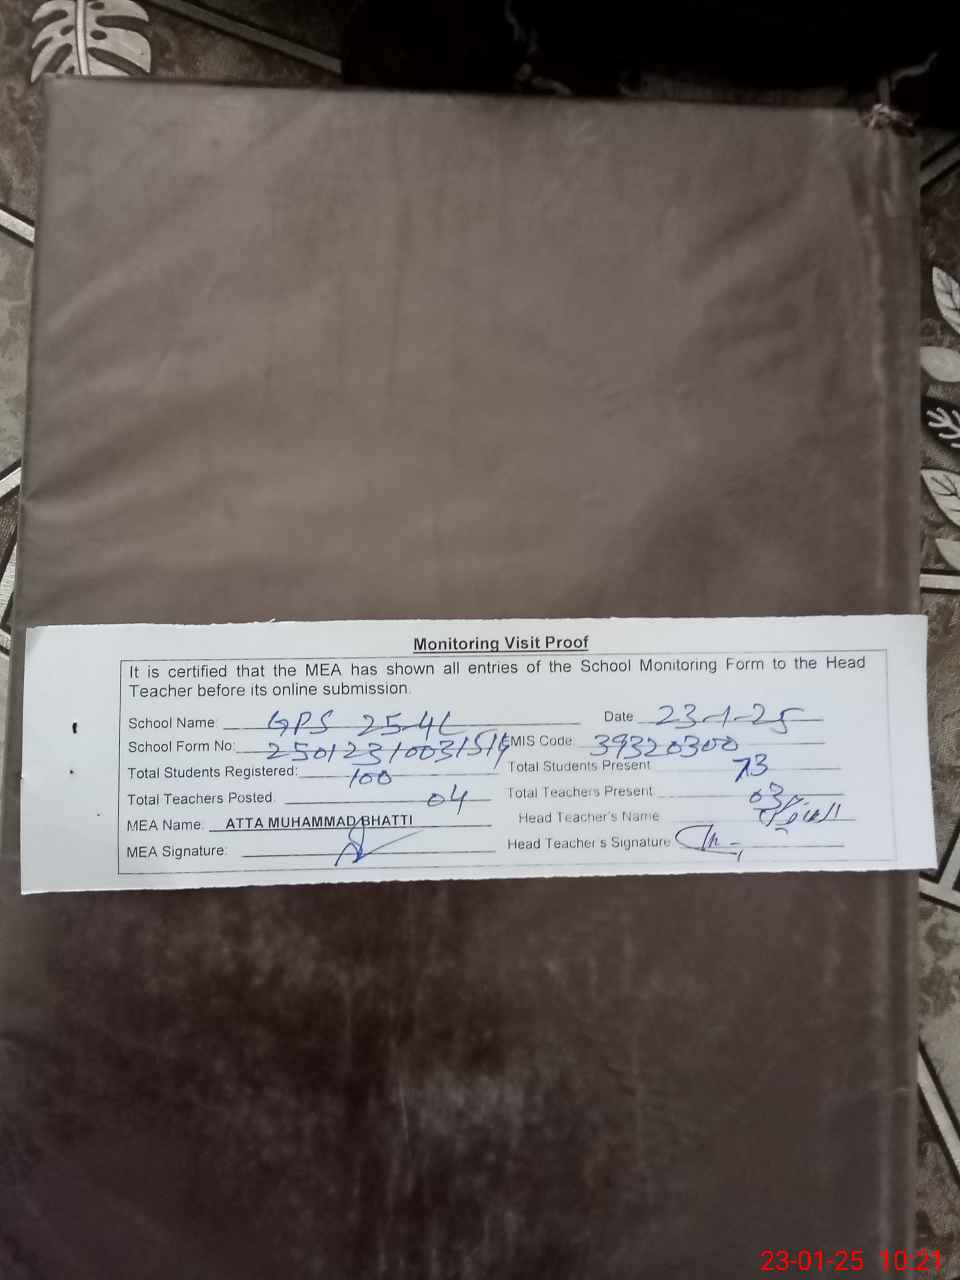 Monitoring Visit Proof
It is certified that the MEA has shown all entries of the School Monitoring Form to the Head
Teacher before its online submission.
School Name: GPS 25-4L Date 23-1-25
School Form No: EMIS Code 39320300
Total Students Registered: 100 Total Students Present 73
Total Teachers Posted. 04 Total Teachers Present 03
MEA Name: ATTA MUHAMMAD BHATTI Head Teacher's Name
MEA Signature: Head Teacher's Signature
23-01-25 10:21